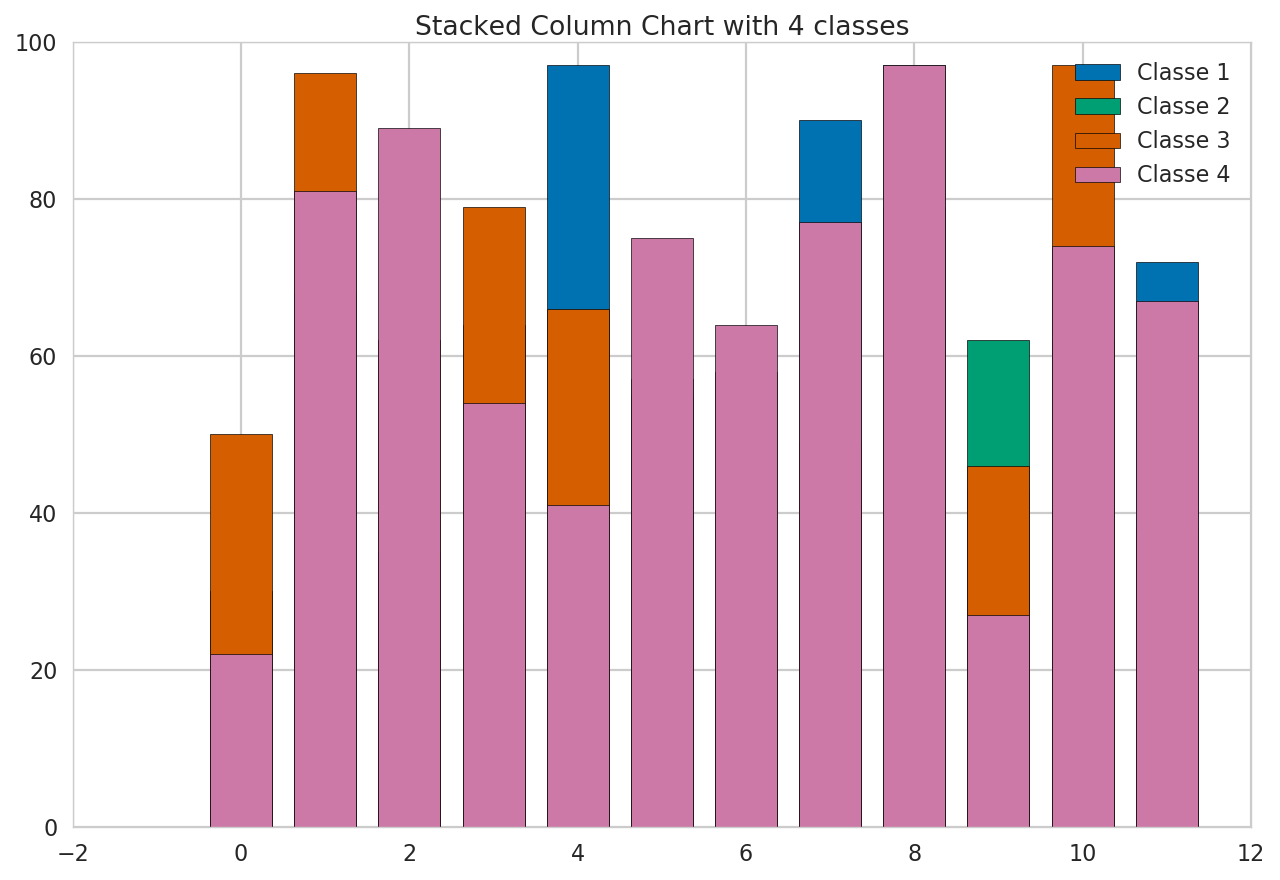 Stacked Column Chart with 4 classes
100
80
60
40
20
0
Classe 1
Classe 2
Classe 3
Classe 4
−2 0 2 4 6 8 10 12